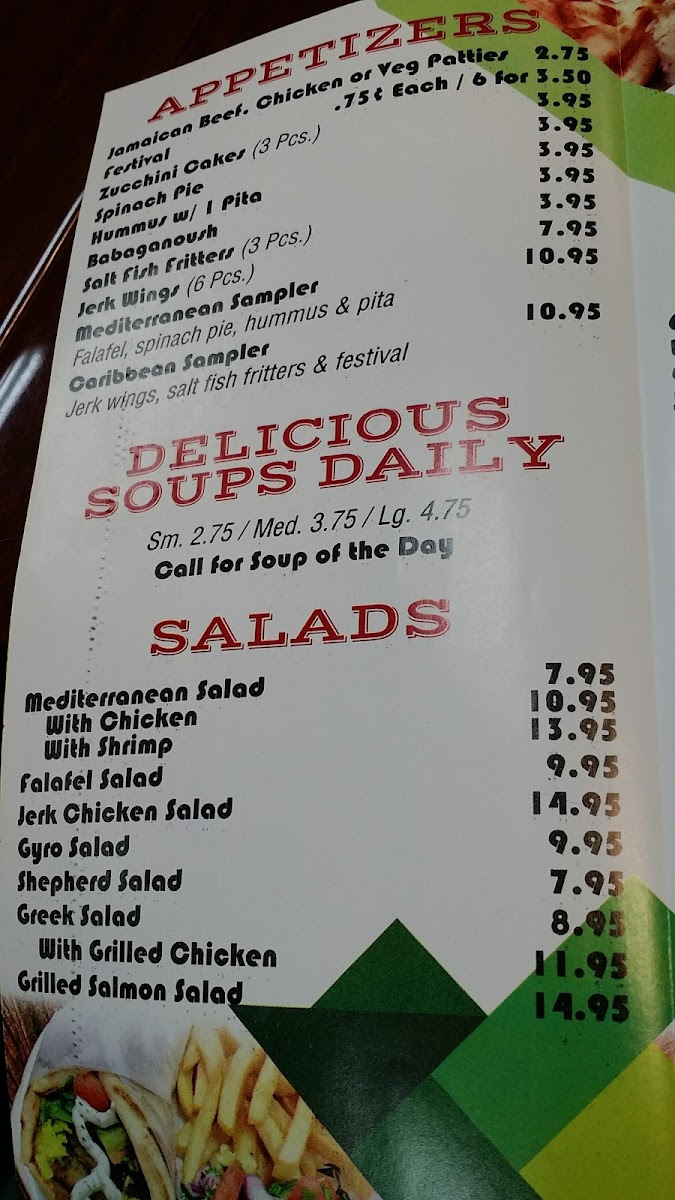 APPETIZERS
Jamaican Beef, Chicken or Veg Patties 2.75
Festival .75¢ Each / 6 for 3.50
Zucchini Cakes (3 Pcs.) 3.95
Spinach Pie 3.95
Hummus w/ 1 Pita 3.95
Babaganoush 3.95
Salt Fish Fritters (3 Pcs.) 3.95
Jerk Wings (6 Pcs.) 7.95
Mediterranean Sampler 10.95
Falafel, spinach pie, hummus & pita
Caribbean Sampler 10.95
Jerk wings, salt fish fritters & festival
DELICIOUS
SOUPS DAILY
Sm. 2.75 / Med. 3.75 / Lg. 4.75
Call for Soup of the Day
SALADS
Mediterranean Salad 7.95
With Chicken 10.95
With Shrimp 13.95
Falafel Salad 9.95
Jerk Chicken Salad 14.95
Gyro Salad 9.95
Shepherd Salad 7.95
Greek Salad 8.95
With Grilled Chicken 11.95
Grilled Salmon Salad 14.95